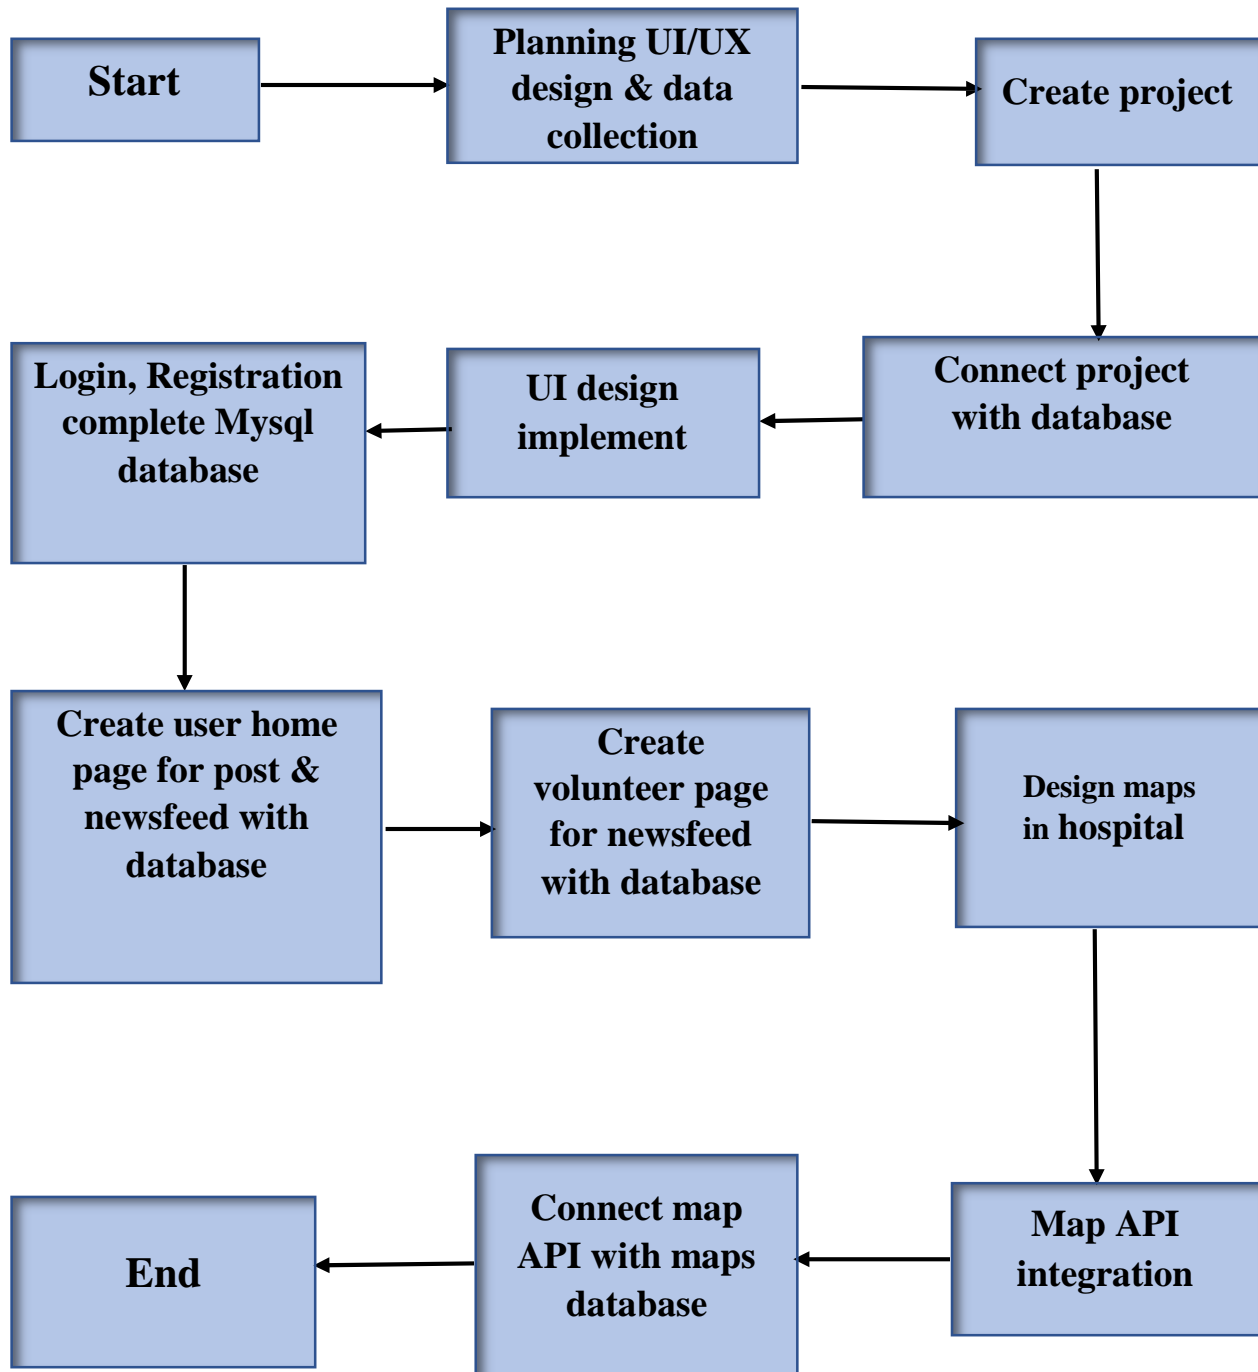 Start
Planning UI/UX
design & data
collection
Create project
Connect project
with database
UI design
implement
Login, Registration
complete Mysql
database
Create user home
page for post &
newsfeed with
database
Create
volunteer page
for newsfeed
with database
Design maps
in hospital
Map API
integration
Connect map
API with maps
database
End